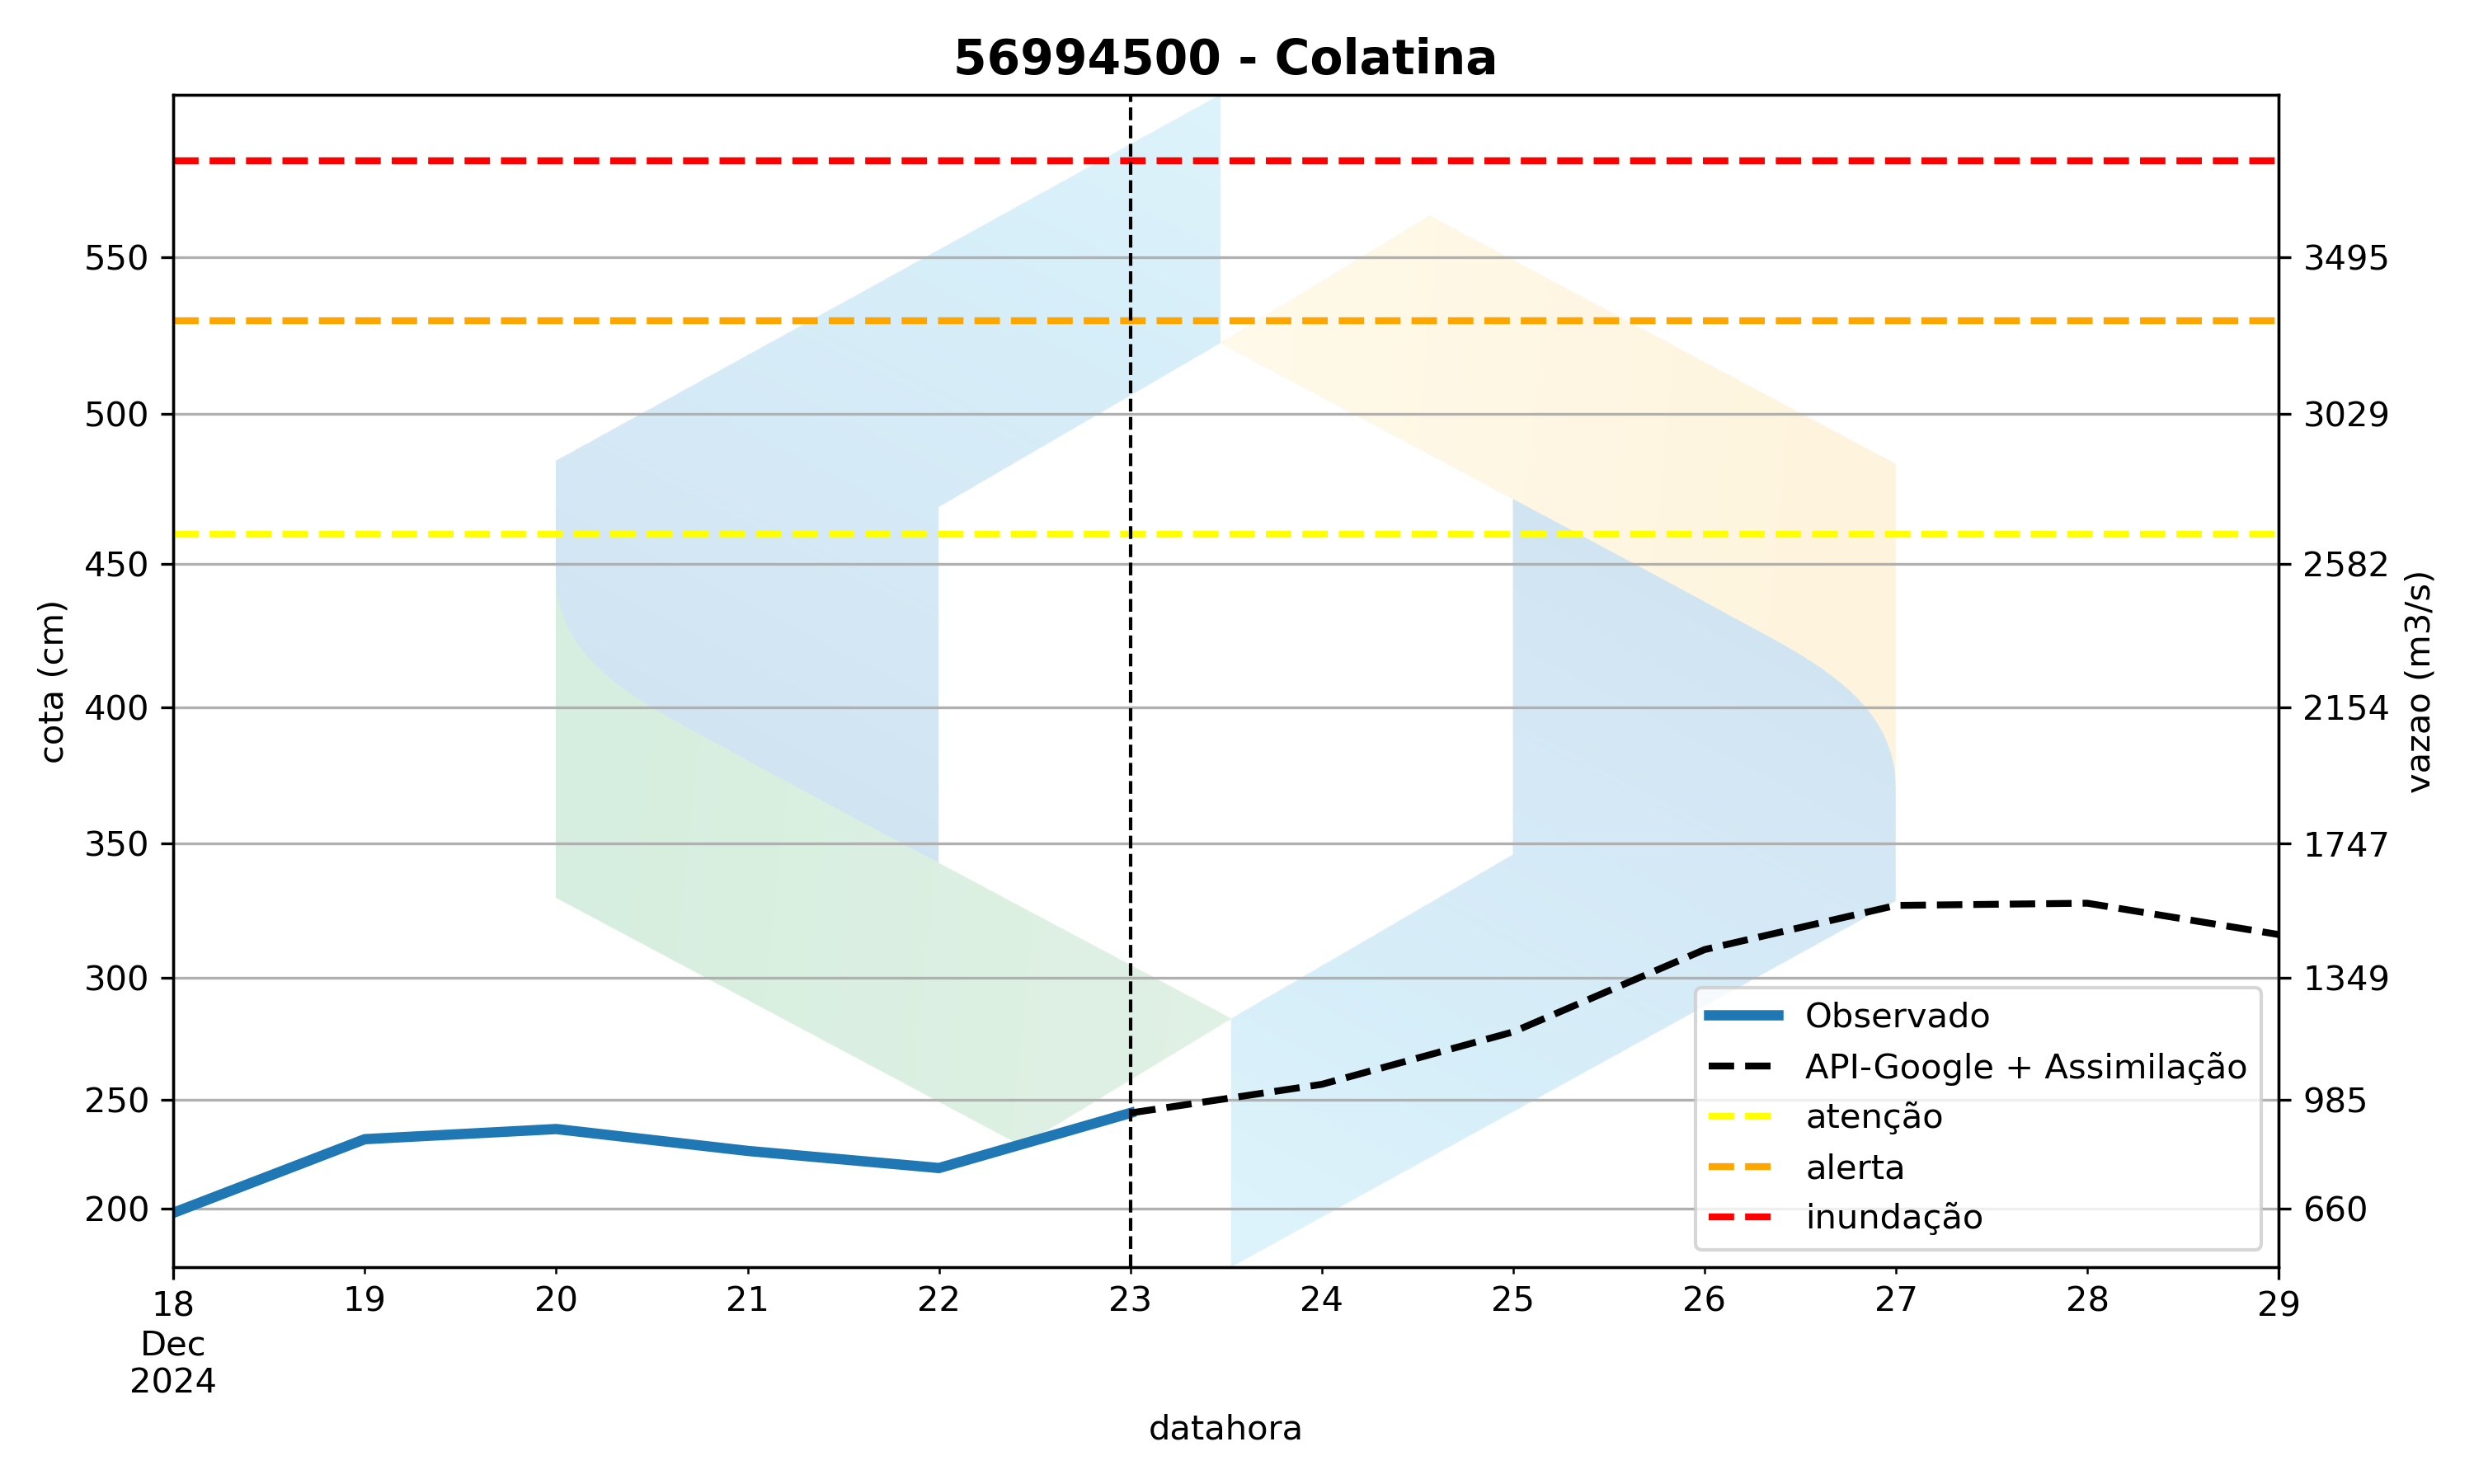 56994500 - Colatina
550
500
450
400
350
300
250
200
cota (cm)
3495
3029
2582
2154
1747
1349
985
660
vazao (m3/s)
Observado
API-Google + Assimilação
atenção
alerta
inundação
18 19 20 21 22 23 24 25 26 27 28 29
Dec
2024
datahora